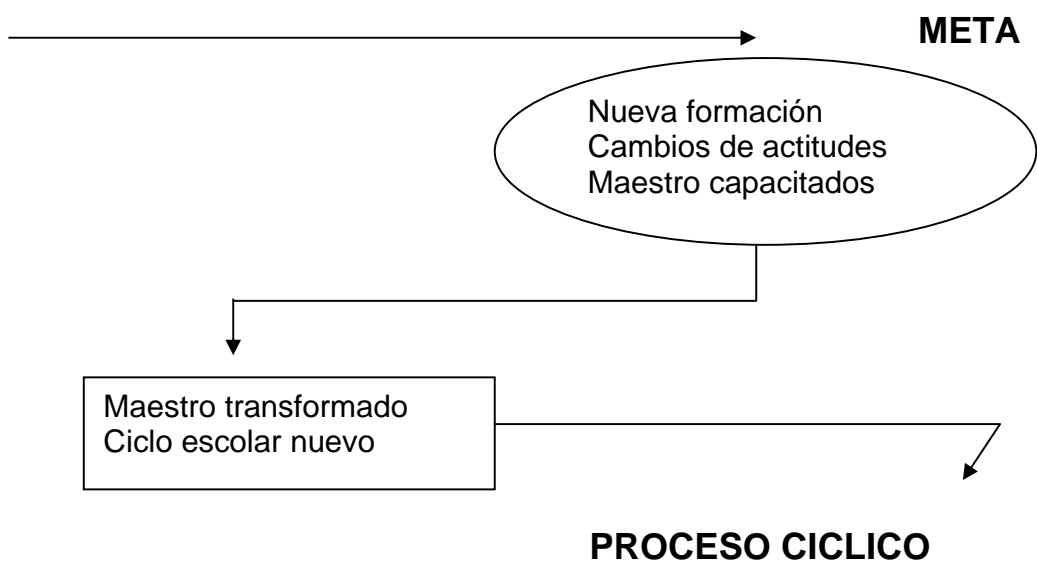 META
Nueva formación
Cambios de actitudes
Maestro capacitados
Maestro transformado
Ciclo escolar nuevo
PROCESO CICLICO